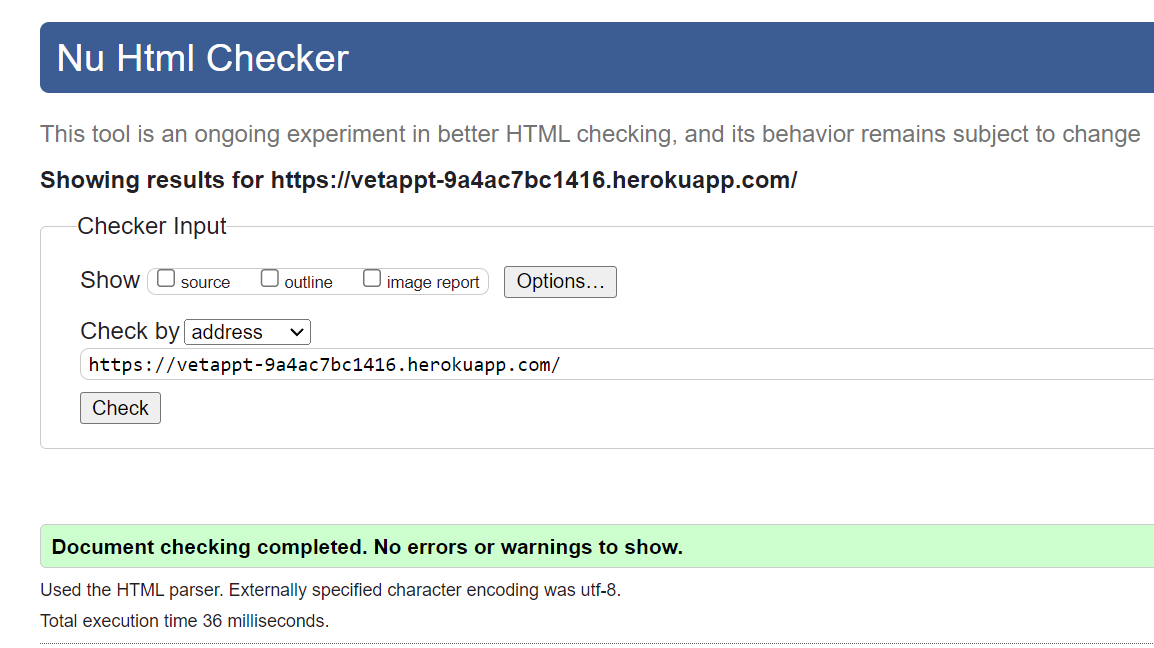 Nu Html Checker
This tool is an ongoing experiment in better HTML checking, and its behavior remains subject to change
Showing results for https://vetappt-9a4ac7bc1416.herokuapp.com/
Checker Input
Show source outline image report Options...
Check by address
https://vetappt-9a4ac7bc1416.herokuapp.com/
Check
Document checking completed. No errors or warnings to show.
Used the HTML parser. Externally specified character encoding was utf-8.
Total execution time 36 milliseconds.